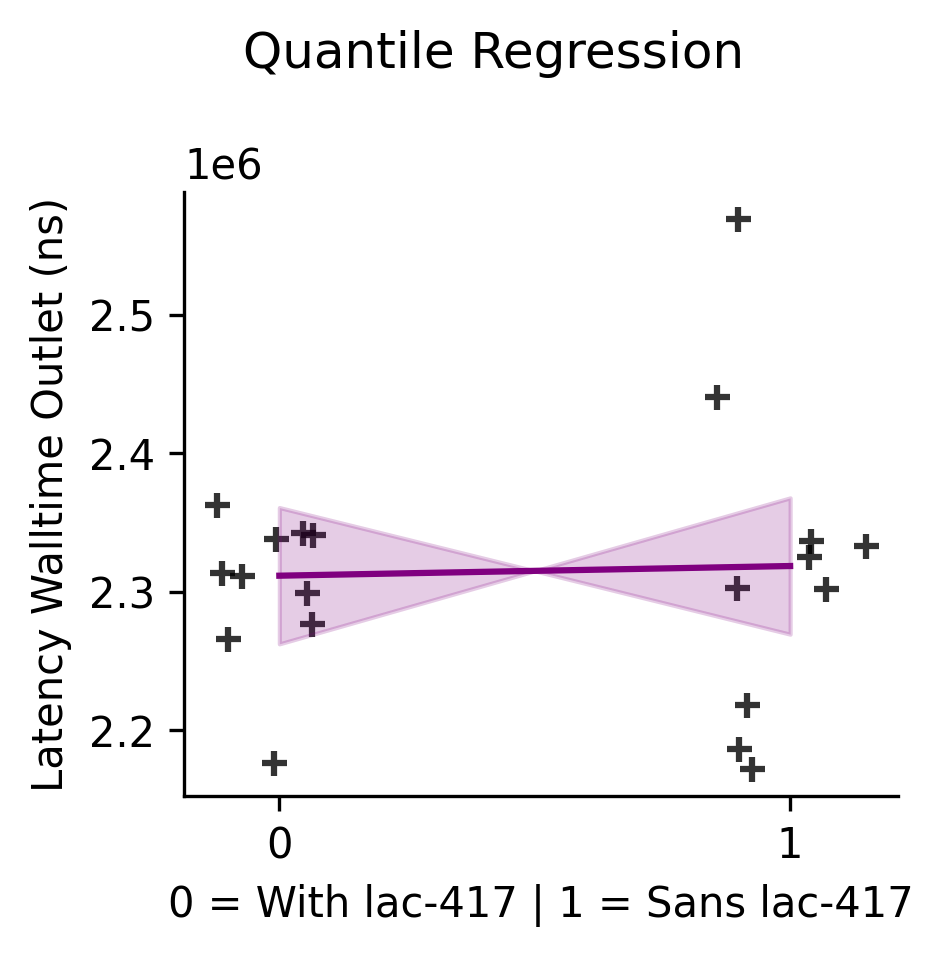 Quantile Regression
1e6
Latency Walltime Outlet (ns)
2.5
2.4
2.3
2.2
0 1
0 = With lac-417 | 1 = Sans lac-417